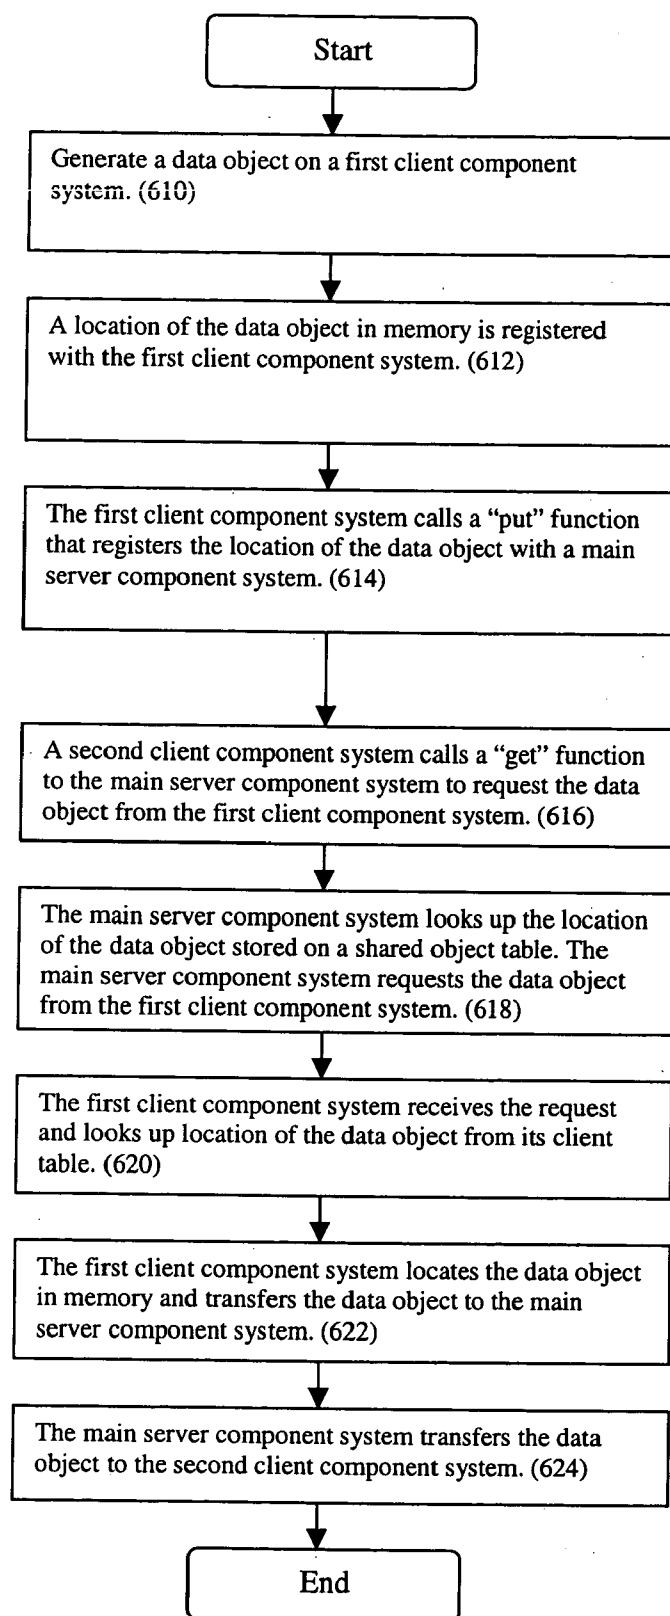 Start
Generate a data object on a first client component
system. (610)
A location of the data object in memory is registered
with the first client component system. (612)
The first client component system calls a “put” function
that registers the location of the data object with a main
server component system. (614)
A second client component system calls a “get” function
to the main server component system to request the data
object from the first client component system. (616)
The main server component system looks up the location
of the data object stored on a shared object table. The
main server component system requests the data object
from the first client component system. (618)
The first client component system receives the request
and looks up location of the data object from its client
table. (620)
The first client component system locates the data object
in memory and transfers the data object to the main
server component system. (622)
The main server component system transfers the data
object to the second client component system. (624)
End